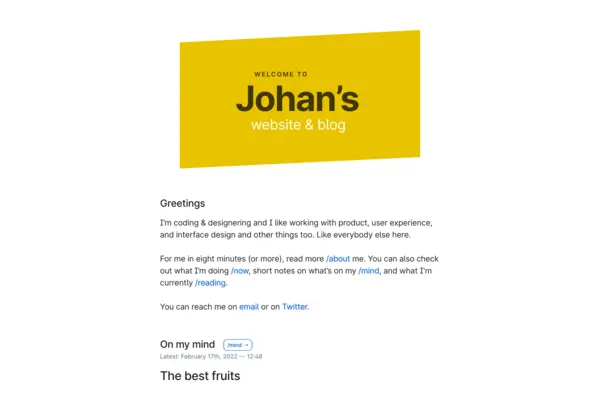 WELCOME TO
Johan’s
website & blog
Greetings
I’m coding & designering and I like working with product, user experience,
and interface design and other things too. Like everybody else here.
For me in eight minutes (or more), read more /about me. You can also check
out what I’m doing /now, short notes on what’s on my /mind, and what I’m
currently /reading.
You can reach me on email or on Twitter.
On my mind /mind →
Latest: February 17th, 2022 — 12:48
The best fruits